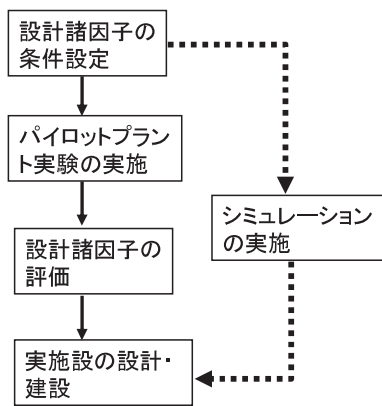 設計諸因子の
条件設定
パイロットプラン
ト実験の実施
シミュレーション
の実施
設計諸因子の
評価
実施設の設計・
建設